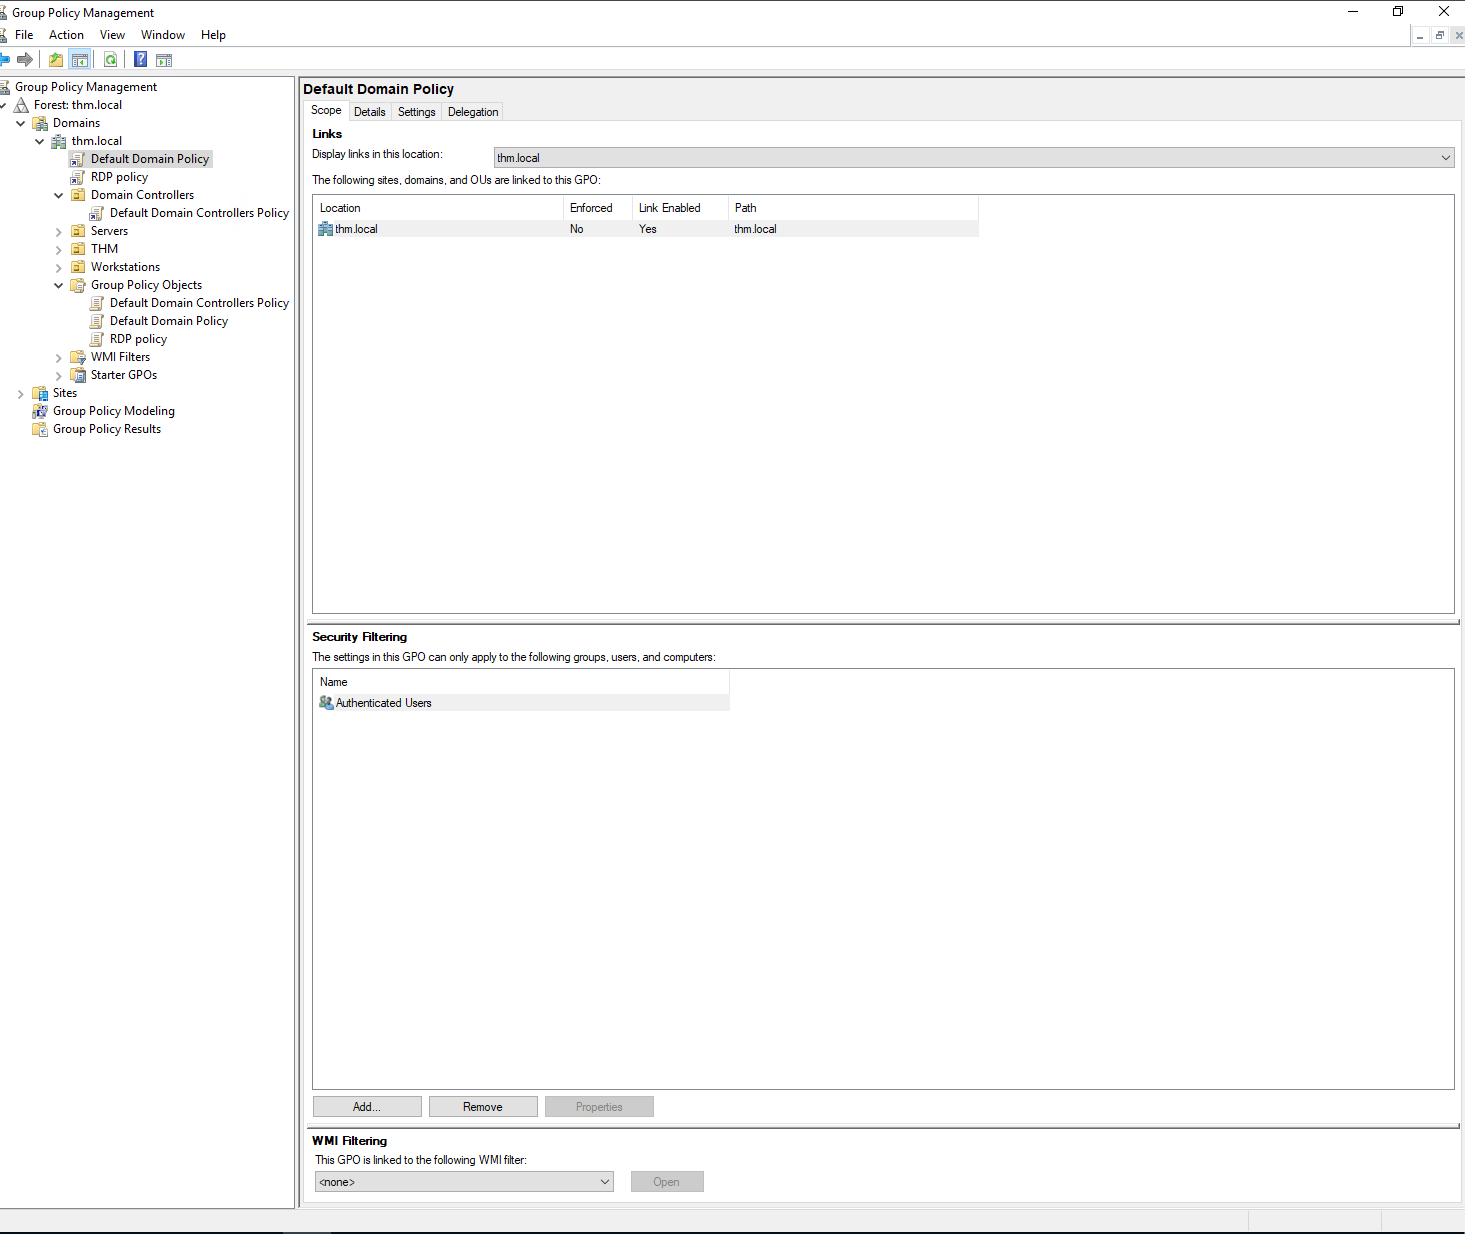 Group Policy Management
File Action View Window Help
Group Policy Management
Forest: thm.local
Domains
thm.local
Default Domain Policy
RDP policy
Domain Controllers
Default Domain Controllers Policy
Servers
THM
Workstations
Group Policy Objects
Default Domain Controllers Policy
Default Domain Policy
RDP policy
WMI Filters
Starter GPOs
Sites
Group Policy Modeling
Group Policy Results
Default Domain Policy
Scope Details Settings Delegation
Links
Display links in this location: thm.local
The following sites, domains, and OUs are linked to this GPO:
Location Enforced Link Enabled Path
thm.local No Yes thm.local
Security Filtering
The settings in this GPO can only apply to the following groups, users, and computers:
Name
Authenticated Users
Add... Remove Properties
WMI Filtering
This GPO is linked to the following WMI filter:
<none> Open